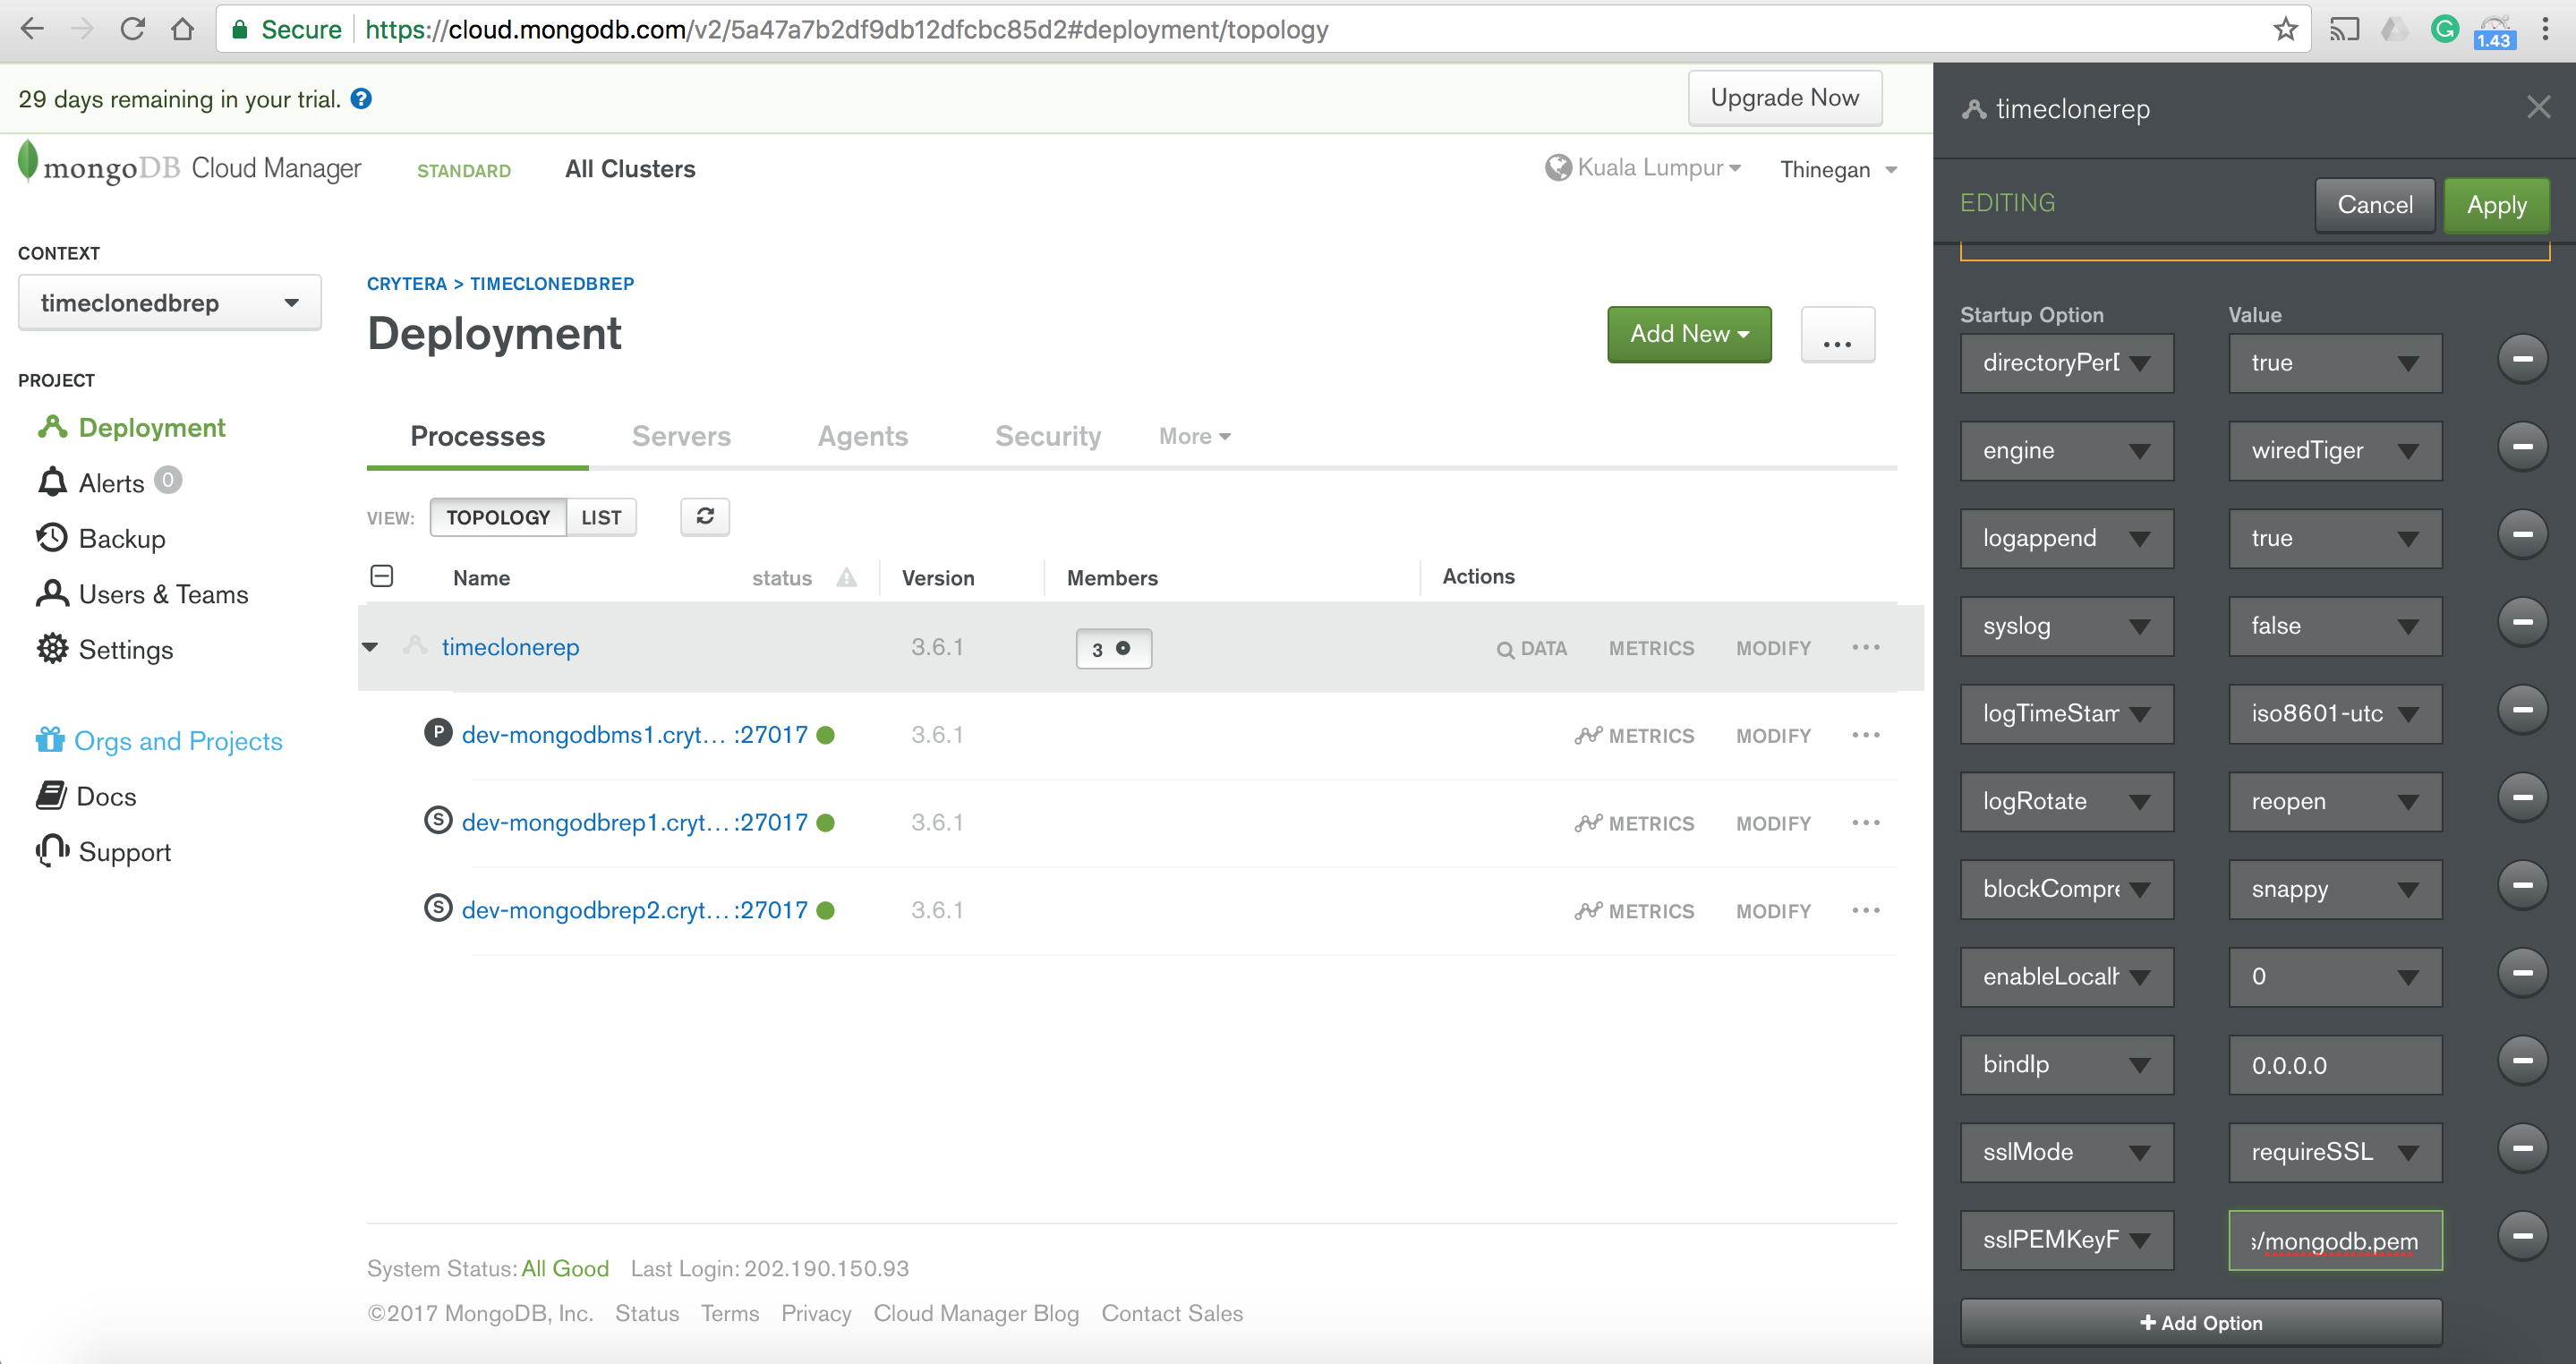 Secure https://cloud.mongodb.com/v2/5a47a7b2df9db12dfcbc85d2#deployment/topology
1.43
29 days remaining in your trial. ?
Upgrade Now
mongoDB Cloud Manager
STANDARD
All Clusters
Kuala Lumpur
Thinegan
CONTEXT
timeclonedbrep
PROJECT
Deployment
Alerts 0
Backup
Users & Teams
Settings
Orgs and Projects
Docs
Support
CRYTERA > TIMECLONEDBREP
Deployment
Add New
...
Processes Servers Agents Security More
VIEW: TOPOLOGY LIST
Name status Version Members Actions
timeclonerep 3.6.1 3 DATA METRICS MODIFY ...
P dev-mongodbms1.cryt... :27017 3.6.1 METRICS MODIFY ...
S dev-mongodbrep1.cryt... :27017 3.6.1 METRICS MODIFY ...
S dev-mongodbrep2.cryt... :27017 3.6.1 METRICS MODIFY ...
System Status: All Good Last Login: 202.190.150.93
©2017 MongoDB, Inc. Status Terms Privacy Cloud Manager Blog Contact Sales
timeclonerep
EDITING
Cancel
Apply
Startup Option Value
directoryPerD true
engine wiredTiger
logappend true
syslog false
logTimeStam iso8601-utc
logRotate reopen
blockCompre snappy
enableLocalh 0
bindIp 0.0.0.0
sslMode requireSSL
sslPEMKeyF s/mongodb.pem
+ Add Option